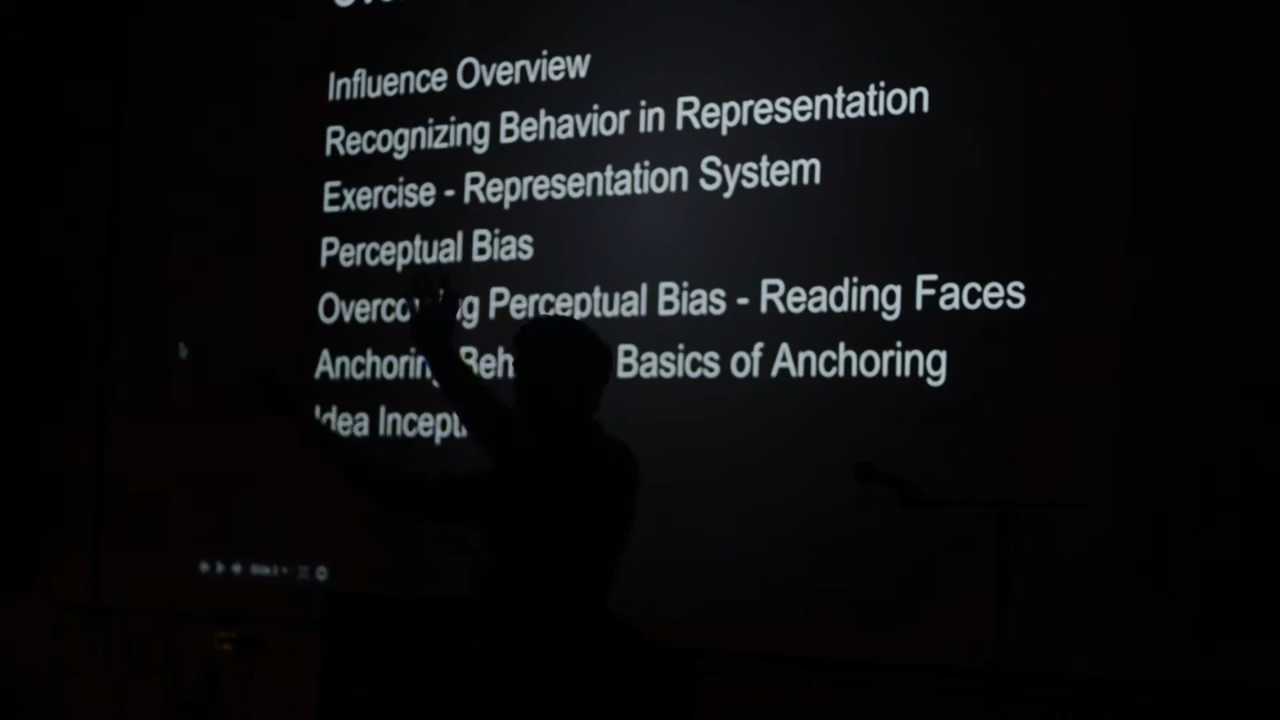 Influence Overview
Recognizing Behavior in Representation
Exercise - Representation System
Perceptual Bias
Perceptual Bias - Reading Faces
Anchoring Basics of Anchoring
Idea